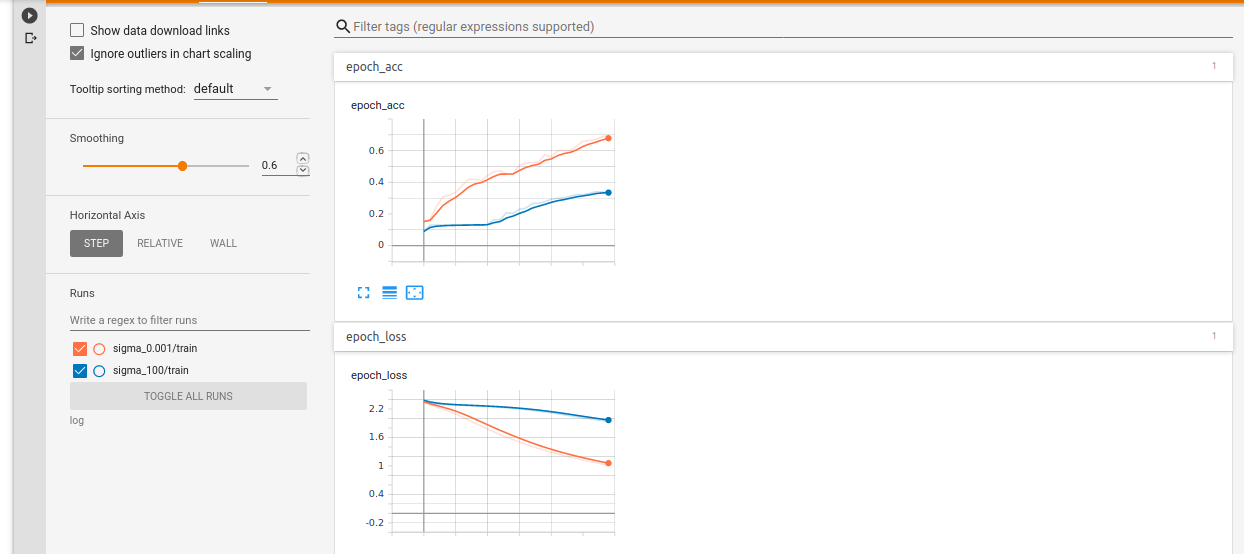 Show data download links
Ignore outliers in chart scaling
Tooltip sorting method: default
Smoothing
0.6
Horizontal Axis
STEP RELATIVE WALL
Runs
Write a regex to filter runs
sigma_0.001/train
sigma_100/train
TOGGLE ALL RUNS
log
Filter tags (regular expressions supported)
epoch_acc 1
epoch_acc
0.6
0.4
0.2
0
epoch_loss 1
epoch_loss
2.2
1.6
1
0.4
-0.2